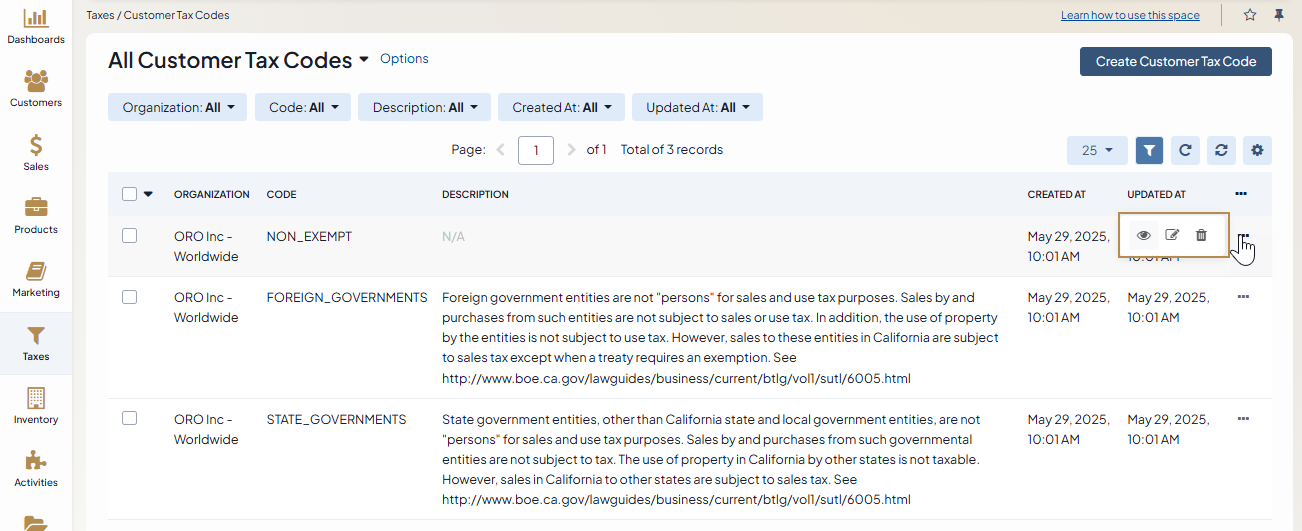 Taxes / Customer Tax Codes
Learn how to use this space
Dashboards
Customers
Sales
Products
Marketing
Taxes
Inventory
Activities
All Customer Tax Codes
Options
Create Customer Tax Code
Organization: All
Code: All
Description: All
Created At: All
Updated At: All
Page:
1
of 1
Total of 3 records
25
ORGANIZATION
CODE
DESCRIPTION
CREATED AT
UPDATED AT
ORO Inc -
Worldwide
NON_EXEMPT
N/A
May 29, 2025,
10:01 AM
10:01 AM
ORO Inc -
Worldwide
FOREIGN_GOVERNMENTS
Foreign government entities are not "persons" for sales and use tax purposes. Sales by and
purchases from such entities are not subject to sales or use tax. In addition, the use of property
by the entities is not subject to use tax. However, sales to these entities in California are subject
to sales tax except when a treaty requires an exemption. See
http://www.boe.ca.gov/lawguides/business/current/btlg/vol1/sutl/6005.html
May 29, 2025,
10:01 AM
May 29, 2025,
10:01 AM
ORO Inc -
Worldwide
STATE_GOVERNMENTS
State government entities, other than California state and local government entities, are not
"persons" for sales and use tax purposes. Sales by and purchases from such governmental
entities are not subject to tax. The use of property in California by other states is not taxable.
However, sales in California to other states are subject to sales tax. See
http://www.boe.ca.gov/lawguides/business/current/btlg/vol1/sutl/6005.html
May 29, 2025,
10:01 AM
May 29, 2025,
10:01 AM